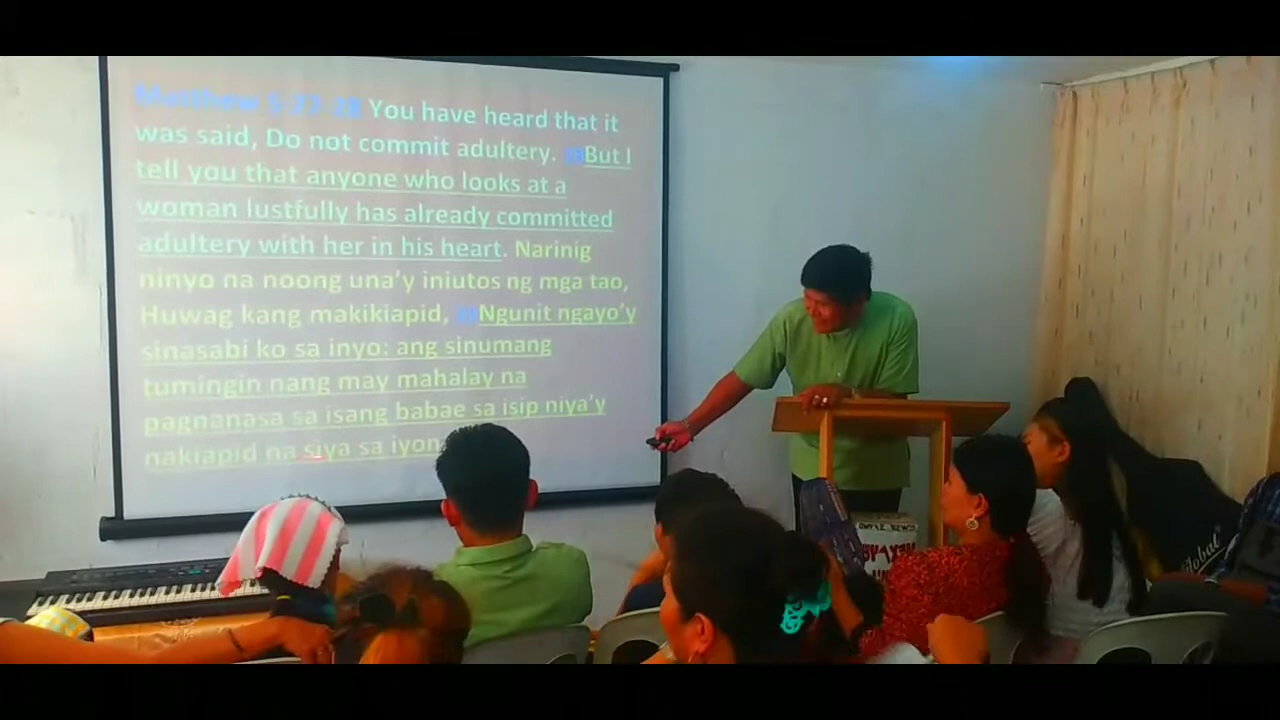 Matthew 5:27-28 You have heard that it
was said, Do not commit adultery. 28But I
tell you that anyone who looks at a
woman lustfully has already committed
adultery with her in his heart. Narinig
ninyo na noong una’y iniutos ng mga tao,
Huwag kang makikiapid, 28Ngunit ngayo’y
sinasabi ko sa inyo: ang sinumang
tumingin nang may mahalay na
pagnanasa sa isang babae sa isip niya’y
nakiapid na siya sa iyon.
Global